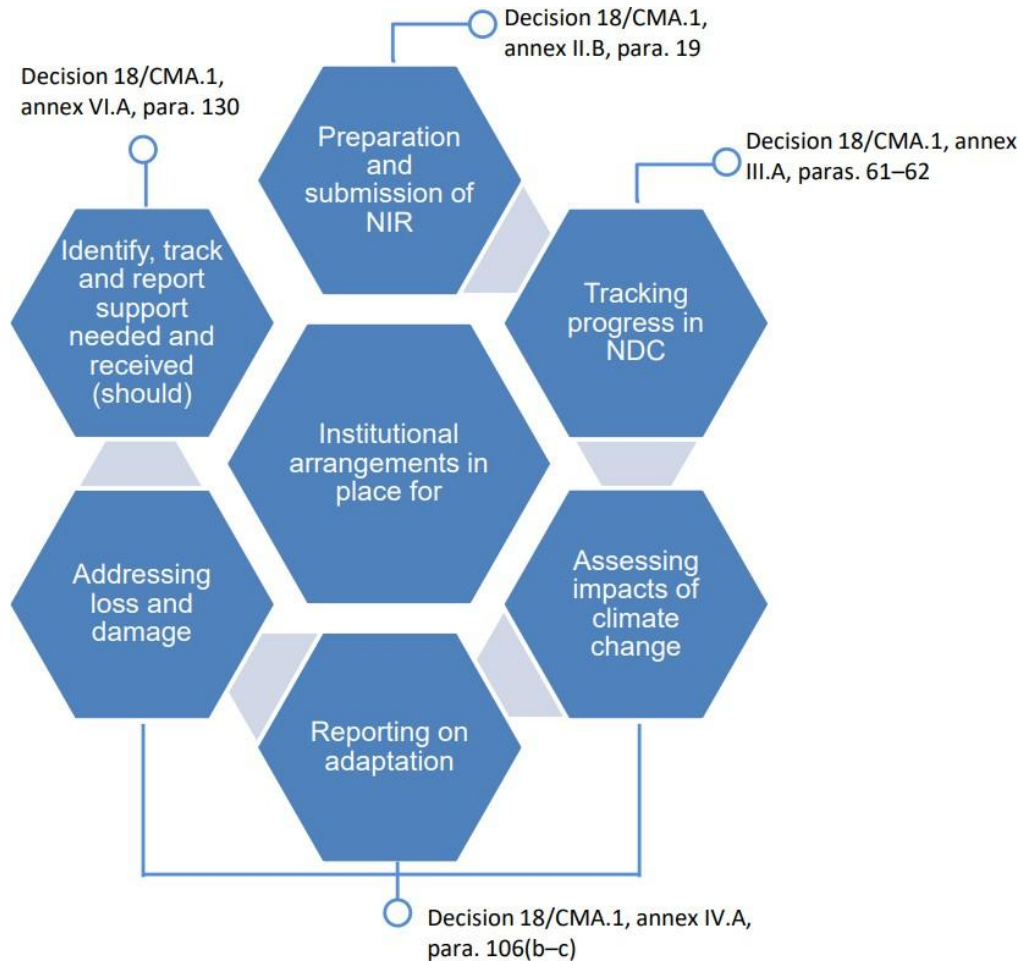 Decision 18/CMA.1,
annex II.B, para. 19
Decision 18/CMA.1,
annex VI.A, para. 130
Preparation
and
submission of
NIR
Decision 18/CMA.1, annex
III.A, paras. 61–62
Identify, track
and report
support
needed and
received
(should)
Tracking
progress in
NDC
Institutional
arrangements in
place for
Addressing
loss and
damage
Assessing
impacts of
climate
change
Reporting on
adaptation
Decision 18/CMA.1, annex IV.A,
para. 106(b–c)